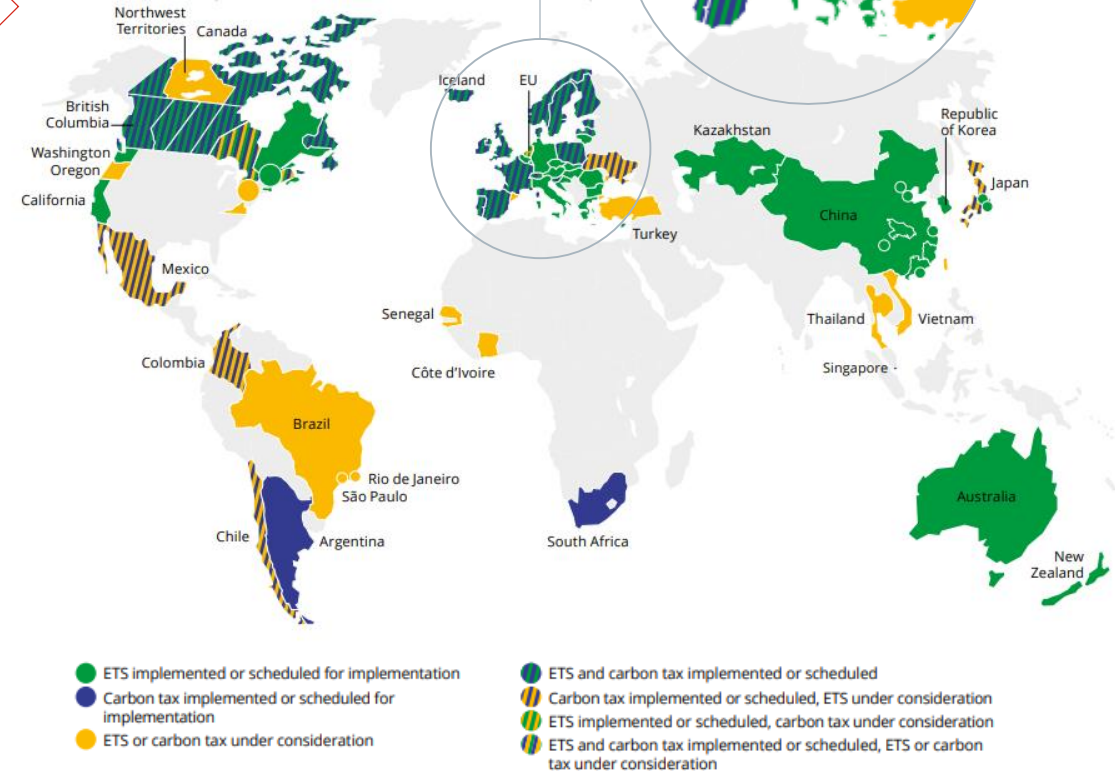 Northwest
Territories
Canada
Iceland
EU
British
Columbia
Republic
of Korea
Kazakhstan
Washington
Oregon
Japan
California
China
Turkey
Mexico
Senegal
Thailand
Vietnam
Colombia
Côte d’Ivoire
Singapore
Brazil
Rio de Janeiro
São Paulo
Australia
Chile
Argentina
South Africa
New
Zealand
ETS implemented or scheduled for implementation
Carbon tax implemented or scheduled for
implementation
ETS or carbon tax under consideration
ETS and carbon tax implemented or scheduled
Carbon tax implemented or scheduled, ETS under consideration
ETS implemented or scheduled, carbon tax under consideration
ETS and carbon tax implemented or scheduled, ETS or carbon
tax under consideration